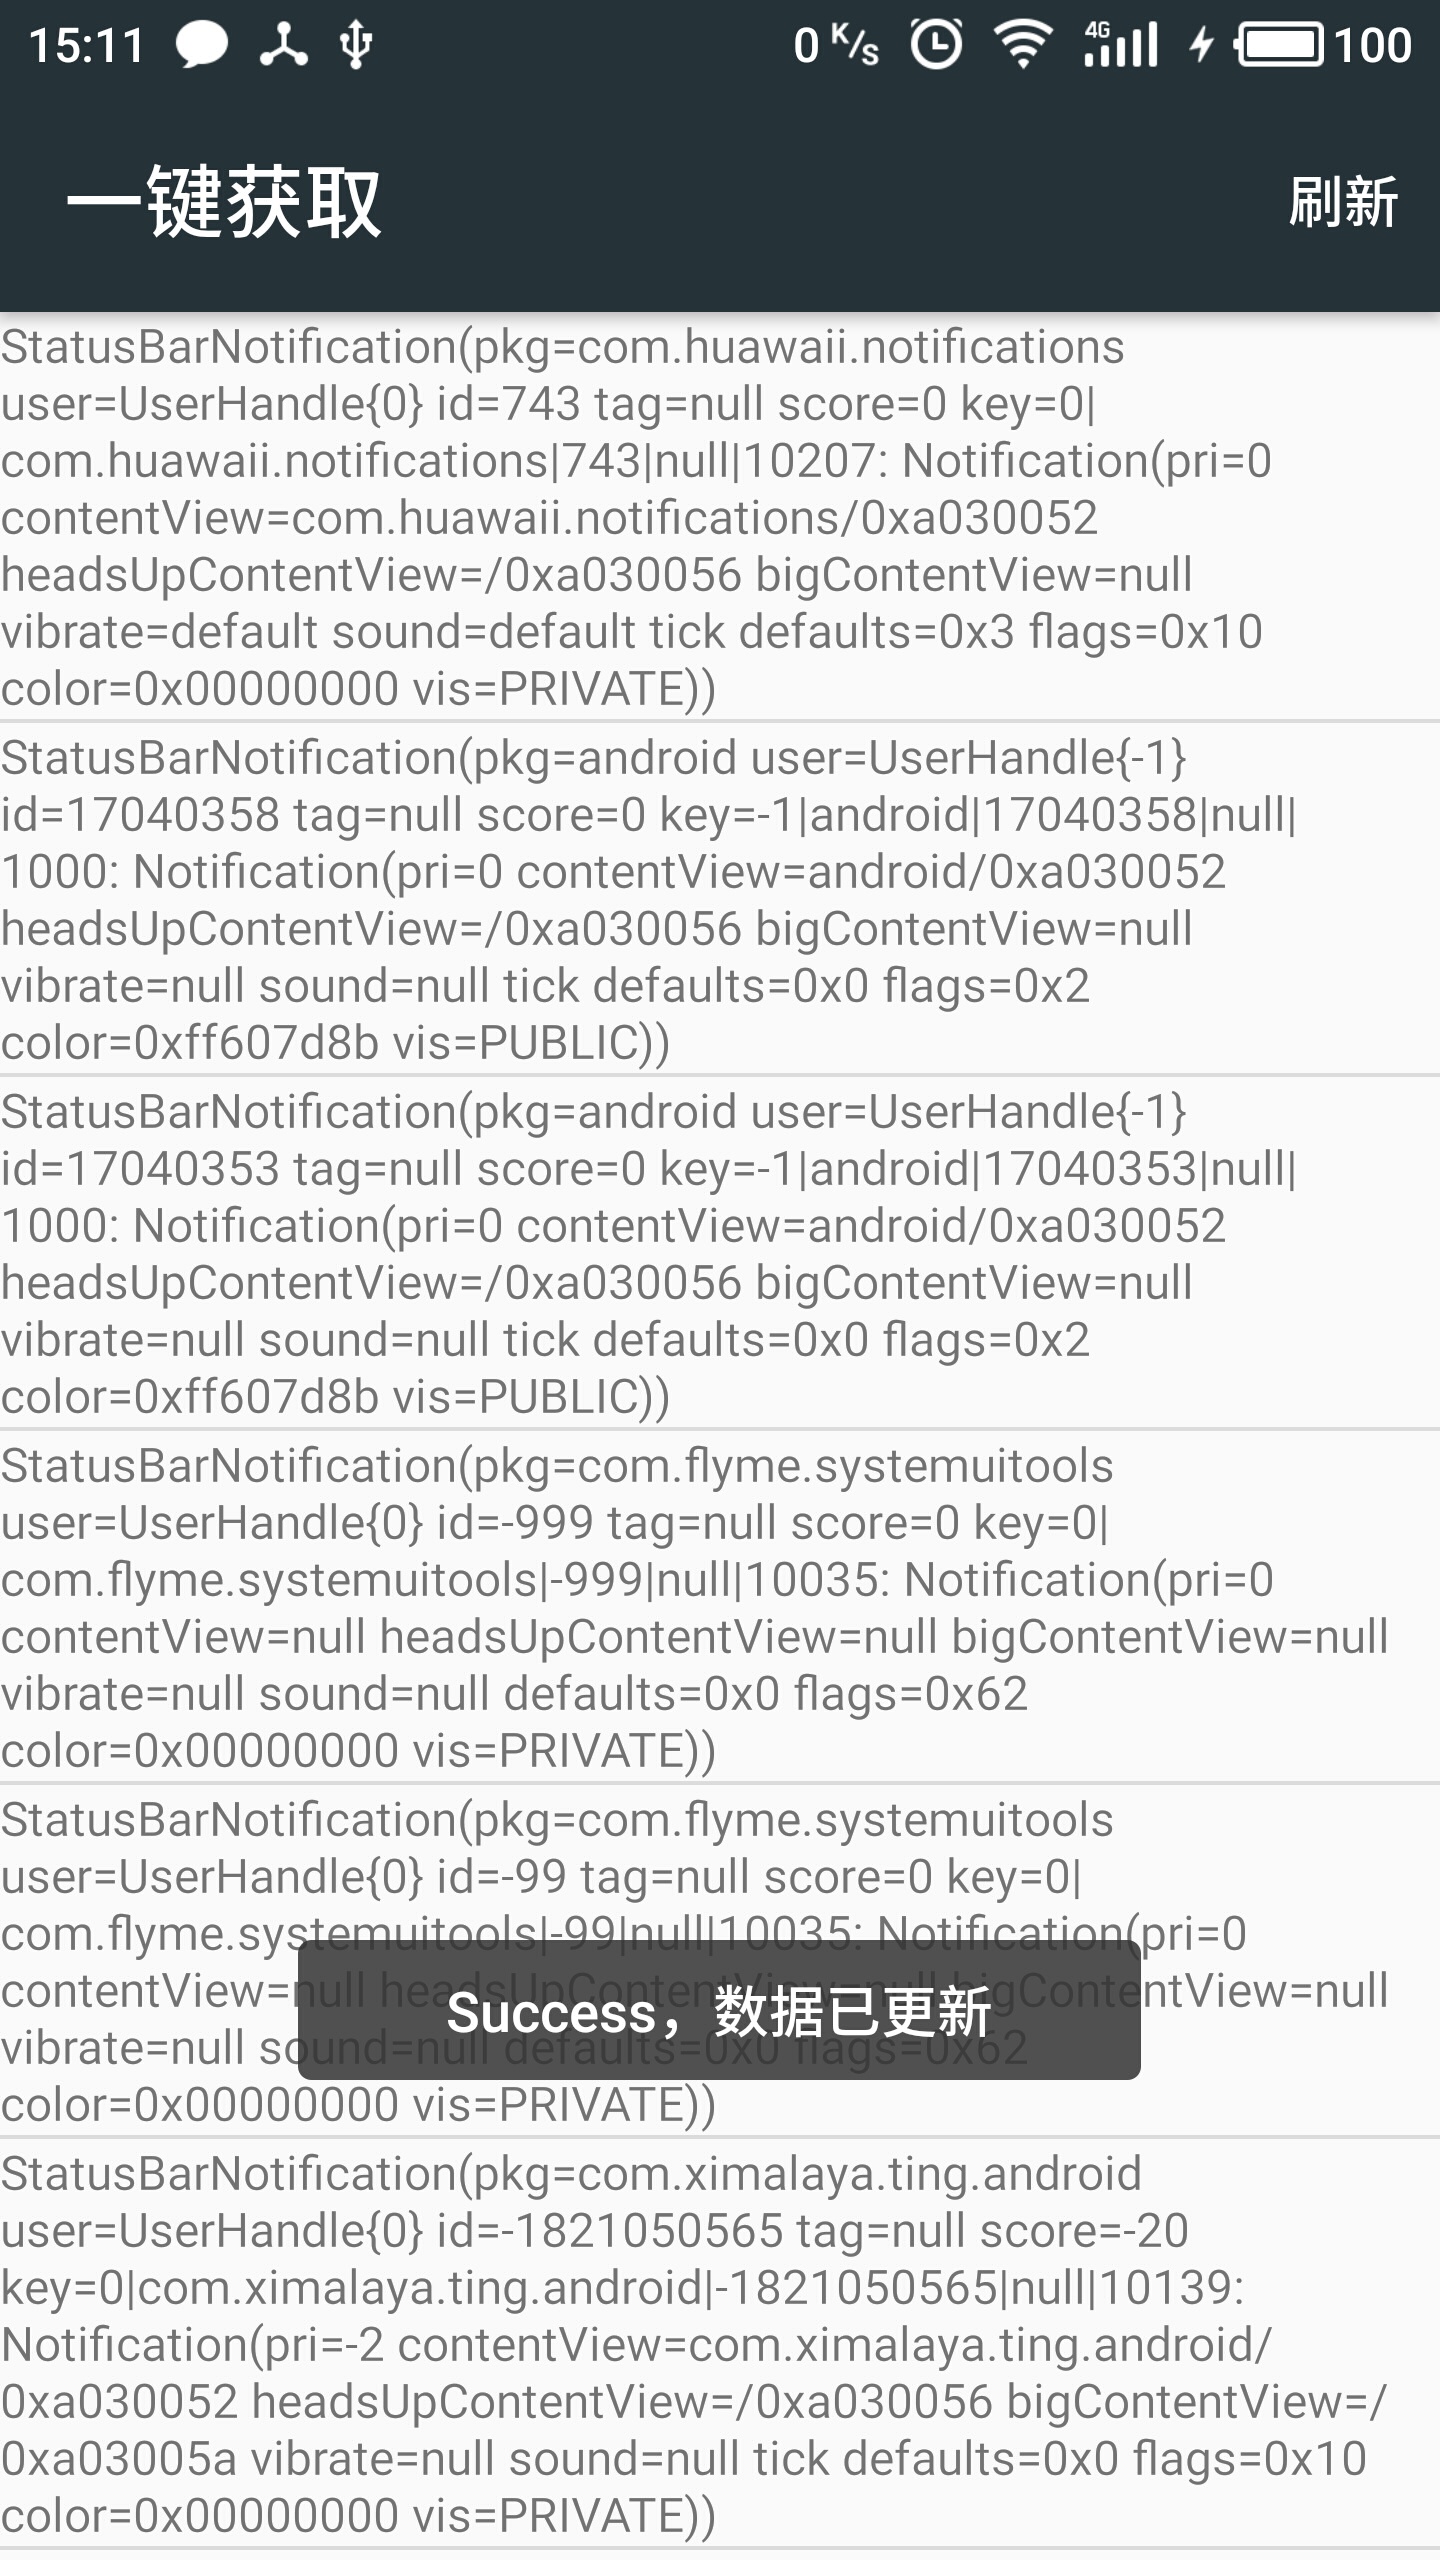 15:11 0 K/s 4G 100
一键获取 刷新
StatusBarNotification(pkg=com.huawaii.notifications
user=UserHandle{0} id=743 tag=null score=0 key=0|
com.huawaii.notifications|743|null|10207: Notification(pri=0
contentView=com.huawaii.notifications/0xa030052
headsUpContentView=/0xa030056 bigContentView=null
vibrate=default sound=default tick defaults=0x3 flags=0x10
color=0x00000000 vis=PRIVATE))
StatusBarNotification(pkg=android user=UserHandle{-1}
id=17040358 tag=null score=0 key=-1|android|17040358|null|
1000: Notification(pri=0 contentView=android/0xa030052
headsUpContentView=/0xa030056 bigContentView=null
vibrate=null sound=null tick defaults=0x0 flags=0x2
color=0xff607d8b vis=PUBLIC))
StatusBarNotification(pkg=android user=UserHandle{-1}
id=17040353 tag=null score=0 key=-1|android|17040353|null|
1000: Notification(pri=0 contentView=android/0xa030052
headsUpContentView=/0xa030056 bigContentView=null
vibrate=null sound=null tick defaults=0x0 flags=0x2
color=0xff607d8b vis=PUBLIC))
StatusBarNotification(pkg=com.flyme.systemuitools
user=UserHandle{0} id=-999 tag=null score=0 key=0|
com.flyme.systemuitools|-999|null|10035: Notification(pri=0
contentView=null headsUpContentView=null bigContentView=null
vibrate=null sound=null defaults=0x0 flags=0x62
color=0x00000000 vis=PRIVATE))
StatusBarNotification(pkg=com.flyme.systemuitools
user=UserHandle{0} id=-99 tag=null score=0 key=0|
com.flyme.systemuitools|-99|null|10035: Notification(pri=0
contentView=null headsUpContentView=null bigContentView=null
Success，数据已更新
vibrate=null sound=null defaults=0x0 flags=0x62
color=0x00000000 vis=PRIVATE))
StatusBarNotification(pkg=com.ximalaya.ting.android
user=UserHandle{0} id=-1821050565 tag=null score=-20
key=0|com.ximalaya.ting.android|-1821050565|null|10139:
Notification(pri=-2 contentView=com.ximalaya.ting.android/
0xa030052 headsUpContentView=/0xa030056 bigContentView=/
0xa03005a vibrate=null sound=null tick defaults=0x0 flags=0x10
color=0x00000000 vis=PRIVATE))